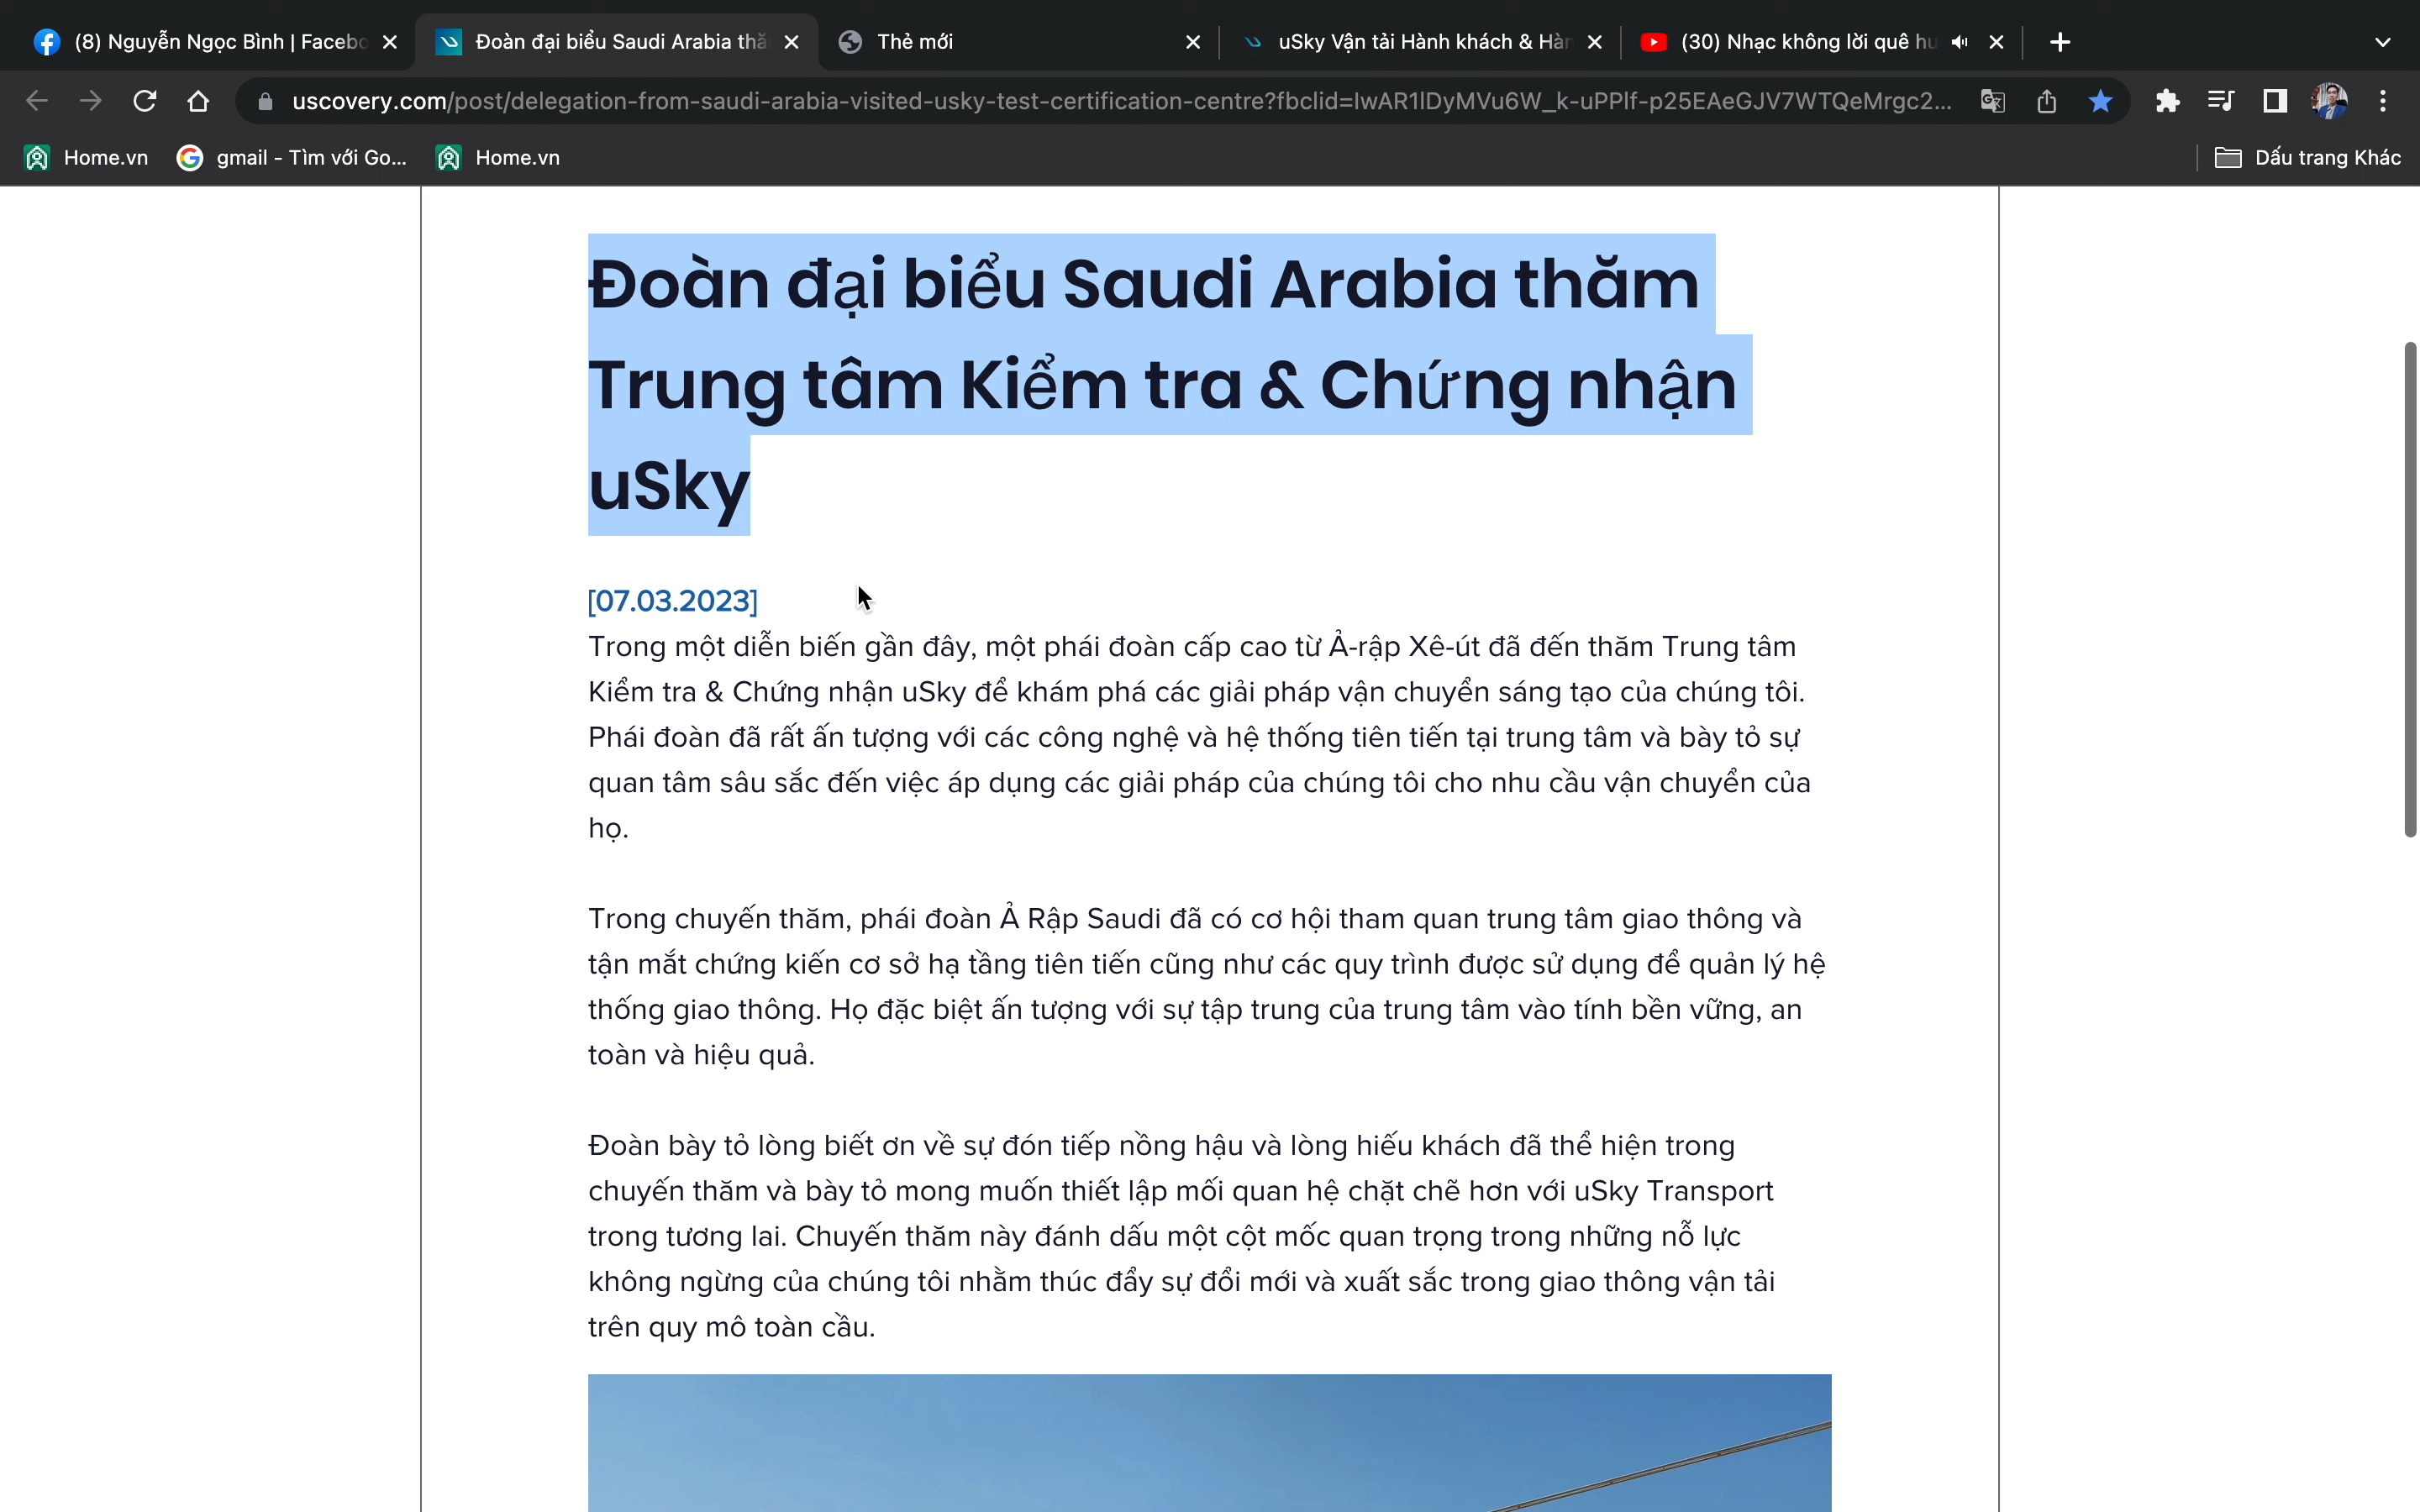 (8) Nguyễn Ngọc Bình | Facebo
Đoàn đại biểu Saudi Arabia thă
Thẻ mới
uSky Vận tải Hành khách & Hàn
(30) Nhạc không lời quê hư
uscovery.com/post/delegation-from-saudi-arabia-visited-usky-test-certification-centre?fbclid=IwAR1lDyMVu6W_k-uPPlf-p25EAeGJV7WTQeMrgc2...
Home.vn
gmail - Tìm với Go...
Home.vn
Dấu trang Khác
Đoàn đại biểu Saudi Arabia thăm
Trung tâm Kiểm tra & Chứng nhận
uSky
[07.03.2023]
Trong một diễn biến gần đây, một phái đoàn cấp cao từ Ả-rập Xê-út đã đến thăm Trung tâm
Kiểm tra & Chứng nhận uSky để khám phá các giải pháp vận chuyển sáng tạo của chúng tôi.
Phái đoàn đã rất ấn tượng với các công nghệ và hệ thống tiên tiến tại trung tâm và bày tỏ sự
quan tâm sâu sắc đến việc áp dụng các giải pháp của chúng tôi cho nhu cầu vận chuyển của
họ.
Trong chuyến thăm, phái đoàn Ả Rập Saudi đã có cơ hội tham quan trung tâm giao thông và
tận mắt chứng kiến cơ sở hạ tầng tiên tiến cũng như các quy trình được sử dụng để quản lý hệ
thống giao thông. Họ đặc biệt ấn tượng với sự tập trung của trung tâm vào tính bền vững, an
toàn và hiệu quả.
Đoàn bày tỏ lòng biết ơn về sự đón tiếp nồng hậu và lòng hiếu khách đã thể hiện trong
chuyến thăm và bày tỏ mong muốn thiết lập mối quan hệ chặt chẽ hơn với uSky Transport
trong tương lai. Chuyến thăm này đánh dấu một cột mốc quan trọng trong những nỗ lực
không ngừng của chúng tôi nhằm thúc đẩy sự đổi mới và xuất sắc trong giao thông vận tải
trên quy mô toàn cầu.